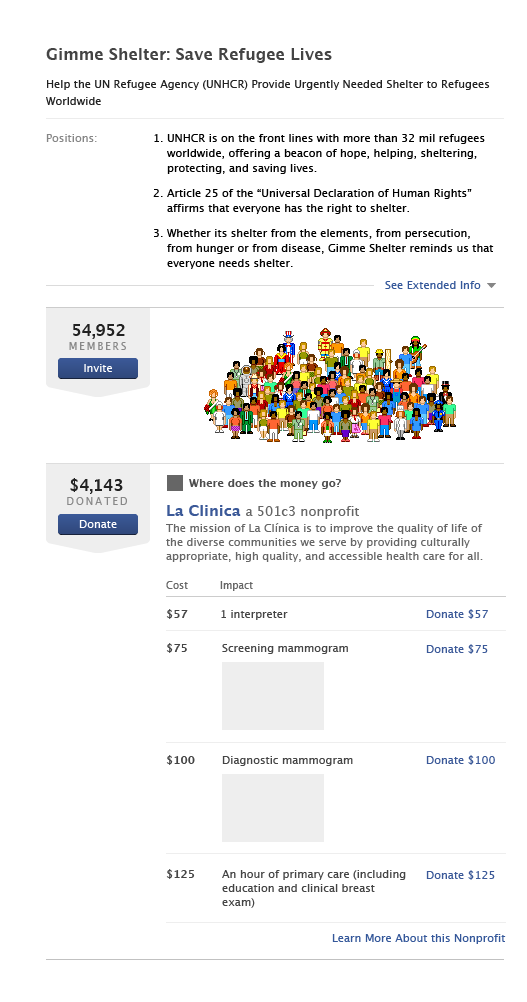 Gimme Shelter: Save Refugee Lives
Help the UN Refugee Agency (UNHCR) Provide Urgently Needed Shelter to Refugees
Worldwide
Positions:
1. UNHCR is on the front lines with more than 32 mil refugees
worldwide, offering a beacon of hope, helping, sheltering,
protecting, and saving lives.
2. Article 25 of the “Universal Declaration of Human Rights”
affirms that everyone has the right to shelter.
3. Whether its shelter from the elements, from persecution,
from hunger or from disease, Gimme Shelter reminds us that
everyone needs shelter.
See Extended Info
54,952
MEMBERS
Invite
$4,143
DONATED
Donate
Where does the money go?
La Clinica a 501c3 nonprofit
The mission of La Clínica is to improve the quality of life of
the diverse communities we serve by providing culturally
appropriate, high quality, and accessible health care for all.
Cost Impact
$57 1 interpreter Donate $57
$75 Screening mammogram Donate $75
$100 Diagnostic mammogram Donate $100
$125 An hour of primary care (including Donate $125
education and clinical breast
exam)
Learn More About this Nonprofit